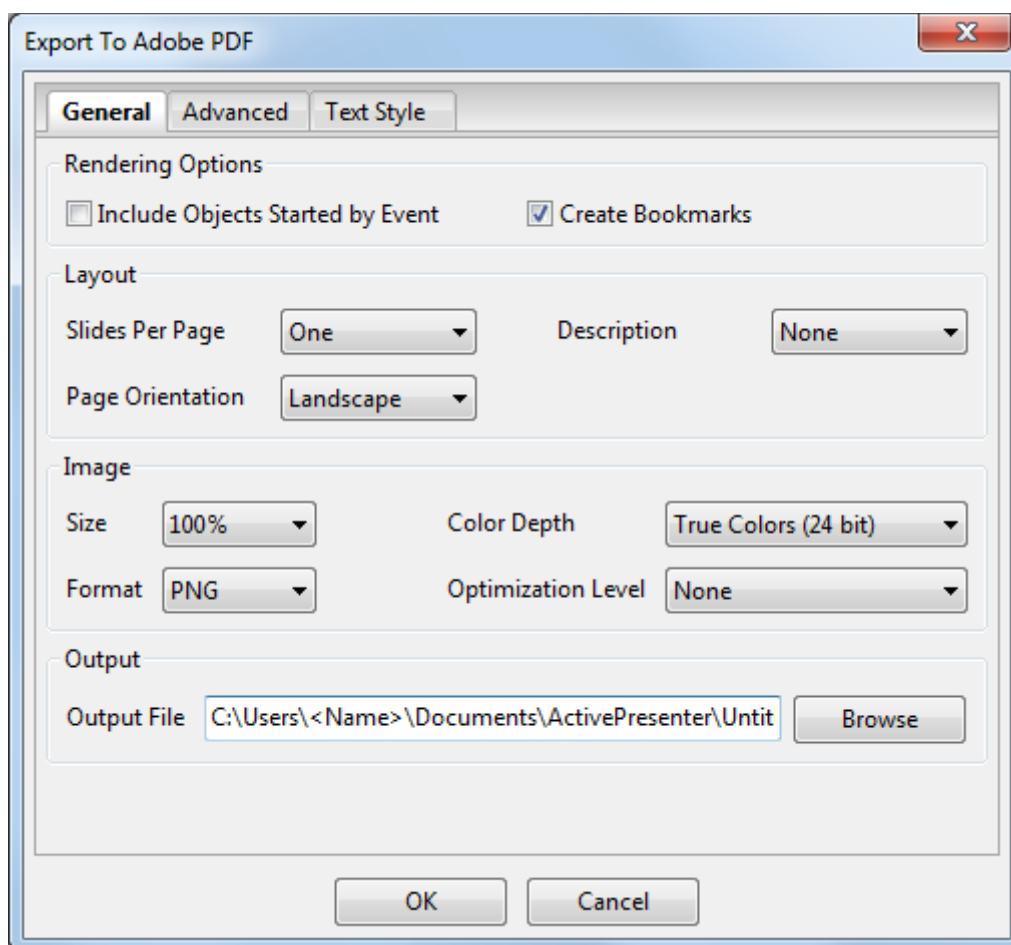 Export To Adobe PDF
General Advanced Text Style
Rendering Options
Include Objects Started by Event Create Bookmarks
Layout
Slides Per Page One Description None
Page Orientation Landscape
Image
Size 100% Color Depth True Colors (24 bit)
Format PNG Optimization Level None
Output
Output File C:\Users\<Name>\Documents\ActivePresenter\Untit Browse
OK Cancel